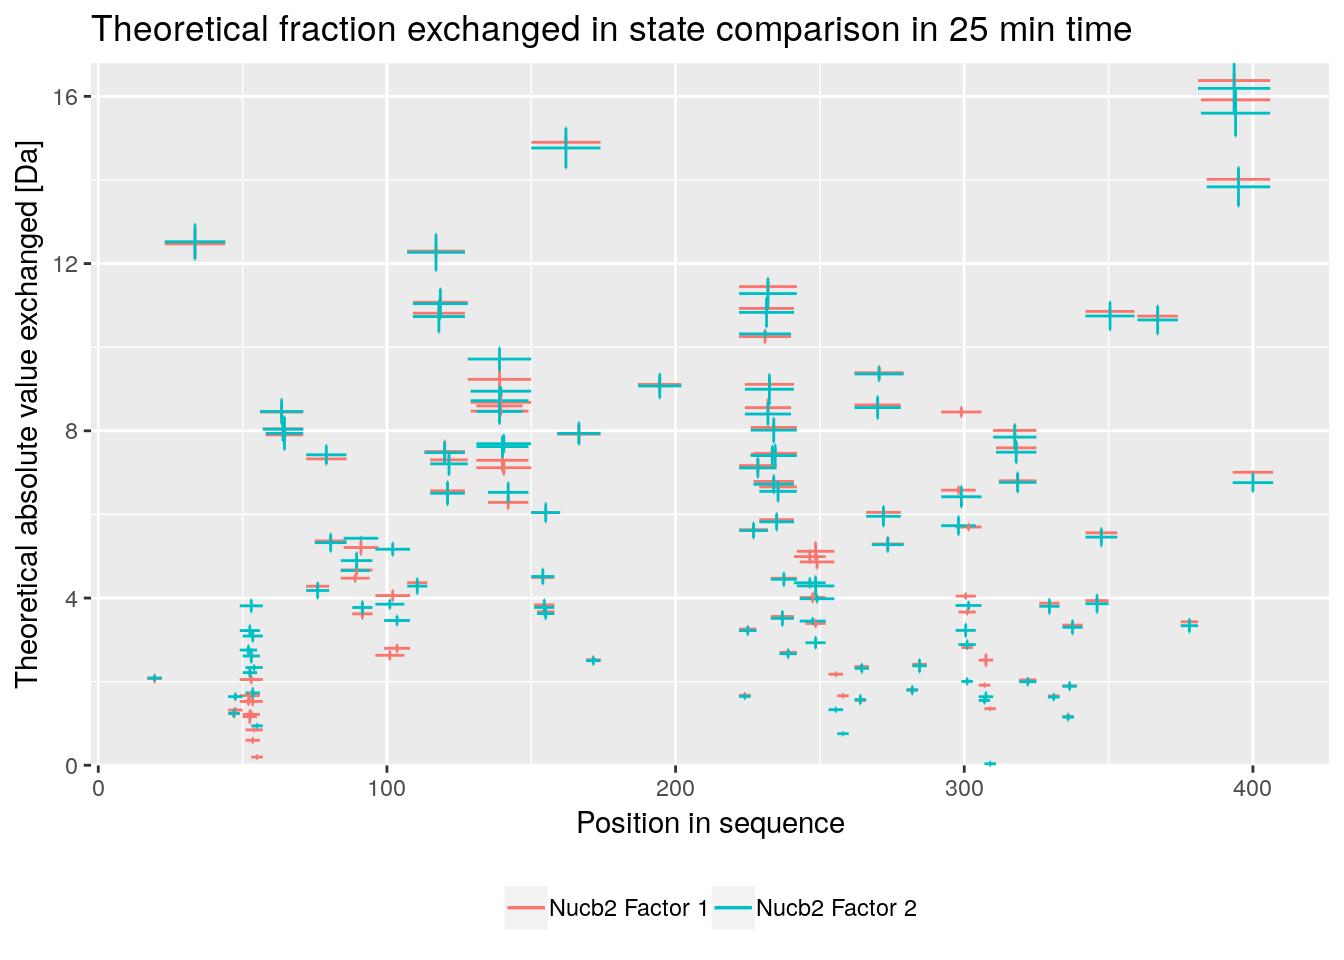 Theoretical fraction exchanged in state comparison in 25 min time
Theoretical absolute value exchanged [Da]
16
12
8
4
0
0 100 200 300 400
Position in sequence
Nucb2 Factor 1 Nucb2 Factor 2